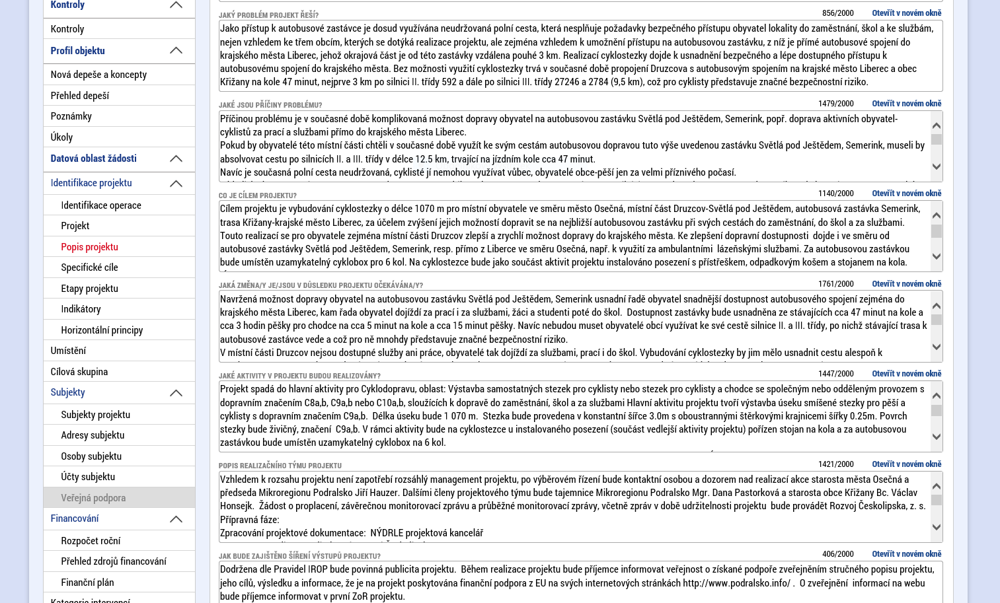 Kontroly
Kontroly
Profil objektu
Nová depeše a koncepty
Přehled depeší
Poznámky
Úkoly
Datová oblast žádosti
Identifikace projektu
Identifikace operace
Projekt
Popis projektu
Specifické cíle
Etapy projektu
Indikátory
Horizontální principy
Umístění
Cílová skupina
Subjekty
Subjekty projektu
Adresy subjektu
Osoby subjektu
Účty subjektu
Veřejná podpora
Financování
Rozpočet roční
Přehled zdrojů financování
Finanční plán
Kategorie intervencí
JAKÝ PROBLÉM PROJEKT ŘEŠÍ? 856/2000 Otevřít v novém okně
Jako přístup k autobusové zastávce je dosud využívána neudržovaná polní cesta, která nesplňuje požadavky bezpečného přístupu obyvatel lokality do zaměstnání, škol a ke službám,
nejen vzhledem ke třem obcím, kterých se dotýká realizace projektu, ale zejména vzhledem k umožnění přístupu na autobusovou zastávku, z níž je přímé autobusové spojení do
krajského města Liberec, jehož okrajová část je od této zastávky vzdálena pouhé 3 km. Realizací cyklostezky dojde k usnadnění bezpečného a lépe dostupného přístupu k
autobusovému spojení do krajského města. Bez možnosti využití cyklostezky trvá v současné době propojení Druzcova s autobusovým spojením na krajské město Liberec a obec
Křižany na kole 47 minut, nejprve 3 km po silnici II. třídy 592 a dále po silnici III. třídy 27246 a 2784 (9,5 km), což pro cyklisty představuje značné bezpečnostní riziko.
JAKÉ JSOU PŘÍČINY PROBLÉMU? 1479/2000 Otevřít v novém okně
Příčinou problému je v současné době komplikovaná možnost dopravy obyvatel na autobusovou zastávku Světlá pod Ještědem, Semerink, popř. doprava aktivních obyvatel-
cyklistů za prací a službami přímo do krajského města Liberec.
Pokud by obyvatelé této místní části chtěli v současné době využít ke svým cestám autobusovou dopravou tuto výše uvedenou zastávku Světlá pod Ještědem, Semerink, museli by
absolvovat cestu po silnicích II. a III. třídy v délce 12.5 km, trvající na jízdním kole cca 47 minut.
Navíc je současná polní cesta neudržovaná, cyklisté jí nemohou využívat vůbec, obyvatelé obce-pěší jen za velmi příznivého počasí.
CO JE CÍLEM PROJEKTU? 1140/2000 Otevřít v novém okně
Cílem projektu je vybudování cyklostezky o délce 1070 m pro místní obyvatele ve směru město Osečná, místní část Druzcov-Světlá pod Ještědem, autobusová zastávka Semerink,
trasa Křižany-krajské město Liberec, za účelem zvýšení jejich možností dopravit se na nejbližší autobusovou zastávku při svých cestách do zaměstnání, do škol a za službami.
Touto realizací se pro obyvatele zejména místní části Druzcov zlepší a zrychlí možnost dopravy do krajského města. Ke zlepšení dopravní dostupnosti  dojde i ve směru od
autobusové zastávky Světlá pod Ještědem, Semerink, resp. přímo z Liberce ve směru Osečná, např. k využití za ambulantními  lázeňskými službami. Za autobusovou zastávkou
bude umístěn uzamykatelný cyklobox pro 6 kol. Na cyklostezce bude jako součást aktivit projektu instalováno posezení s přístřeškem, odpadkovým košem a stojanem na kola.
JAKÁ ZMĚNA/Y JE/JSOU V DŮSLEDKU PROJEKTU OČEKÁVÁNA/Y? 1761/2000 Otevřít v novém okně
Navržená možnost dopravy obyvatel na autobusovou zastávku Světlá pod Ještědem, Semerink usnadní řadě obyvatel snadnější dostupnost autobusového spojení zejména do
krajského města Liberec, kam řada obyvatel dojíždí za prací i za službami, žáci a studenti poté do škol.  Dostupnost zastávky bude usnadněna ze stávajících cca 47 minut na kole a
cca 3 hodin pěšky pro chodce na cca 5 minut na kole a cca 15 minut pěšky. Navíc nebudou muset obyvatelé obcí využívat ke své cestě silnice II. a III. třídy, po nichž stávající trasa k
autobusové zastávce vede a což pro ně mnohdy představuje značné bezpečnostní riziko.
V místní části Druzcov nejsou dostupné služby ani práce, obyvatelé tak dojíždí za službami, prací i do škol. Vybudování cyklostezky by jim mělo usnadnit cestu alespoň k
JAKÉ AKTIVITY V PROJEKTU BUDOU REALIZOVÁNY? 1447/2000 Otevřít v novém okně
Projekt spadá do hlavní aktivity pro Cyklodopravu, oblast: Výstavba samostatných stezek pro cyklisty nebo stezek pro cyklisty a chodce se společným nebo odděleným provozem s
dopravním značením C8a,b, C9a,b nebo C10a,b, sloužících k dopravě do zaměstnání, škol a za službami Hlavní aktivitu projektu tvoří výstavba úseku smíšené stezky pro pěší a
cyklisty s dopravním značením C9a,b.  Délka úseku bude 1 070 m.  Stezka bude provedena v konstantní šířce 3.0m s oboustrannými štěrkovými krajnicemi šířky 0.25m. Povrch
stezky bude živičný, značení  C9a,b. V rámci aktivity bude na cyklostezce u instalovaného posezení (součást vedlejší aktivity projektu) pořízen stojan na kola a za autobusovou
zastávkou bude umístěn uzamykatelný cyklobox na 6 kol.
POPIS REALIZAČNÍHO TÝMU PROJEKTU 1421/2000 Otevřít v novém okně
Vzhledem k rozsahu projektu není zapotřebí rozsáhlý management projektu, po výběrovém řízení bude kontaktní osobou a dozorem nad realizací akce starosta města Osečná a
předseda Mikroregionu Podralsko Jiří Hauzer. Dalšími členy projektového týmu bude tajemnice Mikroregionu Podralsko Mgr. Dana Pastorková a starosta obce Křižany Bc. Václav
Honsejk.  Žádost o proplacení, závěrečnou monitorovací zprávu a průběžné monitorovací zprávy, včetně zpráv v době udržitelnosti projektu  bude provádět Rozvoj Českolipska, z. s.
Přípravná fáze:
Zpracování projektové dokumentace:  NÝDRLE projektová kancelář
JAK BUDE ZAJIŠTĚNO ŠÍŘENÍ VÝSTUPŮ PROJEKTU? 406/2000 Otevřít v novém okně
Dodržena dle Pravidel IROP bude povinná publicita projektu.  Během realizace projektu bude příjemce informovat veřejnost o získané podpoře zveřejněním stručného popisu projektu,
jeho cílů, výsledku a informace, že je na projekt poskytována finanční podpora z EU na svých internetových stránkách http://www.podralsko.info/ .  O zveřejnění  informací na webu
bude příjemce informovat v první ZoR projektu.